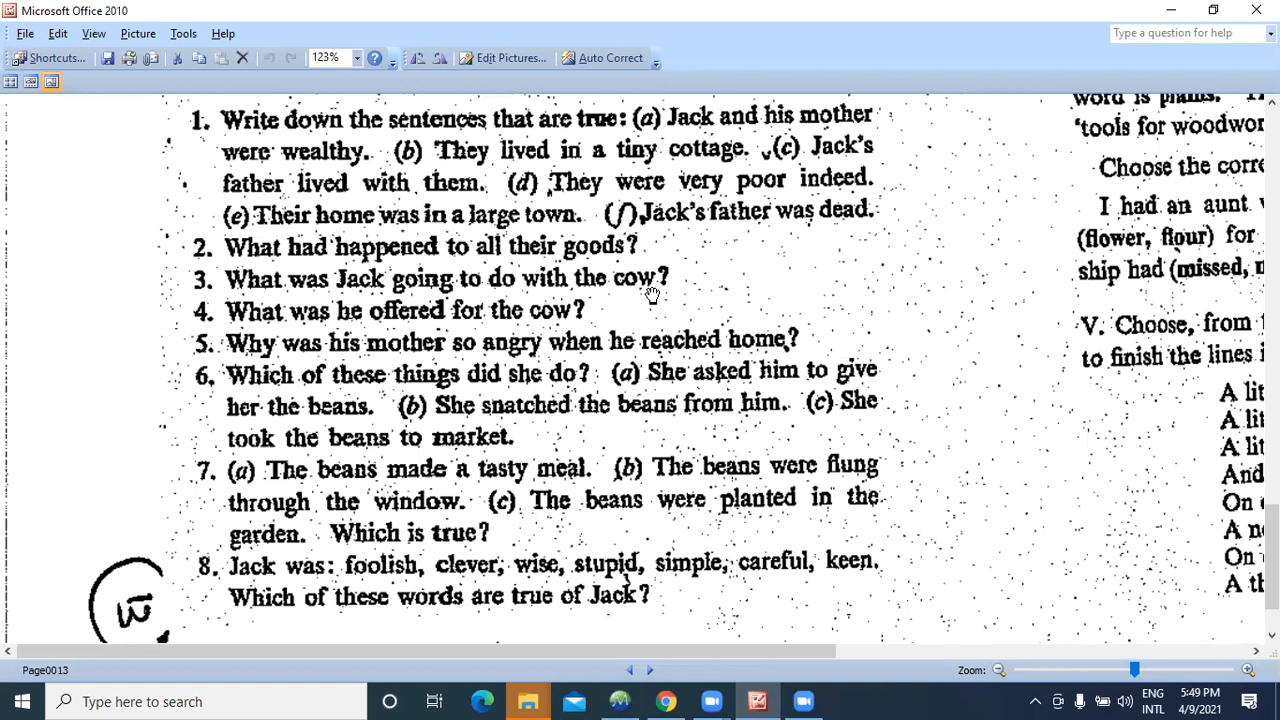 Microsoft Office 2010
File Edit View Picture Tools Help
Type a question for help
Shortcuts... 123% Edit Pictures... Auto Correct
1. Write down the sentences that are true: (a) Jack and his mother
were wealthy. (b) They lived in a tiny cottage. (c) Jack's
father lived with them. (d) They were very poor indeed.
(e) Their home was in a large town. (f) Jack's father was dead.
2. What had happened to all their goods?
3. What was Jack going to do with the cow?
4. What was he offered for the cow?
5. Why was his mother so angry when he reached home?
6. Which of these things did she do? (a) She asked him to give
her the beans. (b) She snatched the beans from him. (c) She
took the beans to market.
7. (a) The beans made a tasty meal. (b) The beans were flung
through the window. (c) The beans were planted in the
garden. Which is true?
8. Jack was: foolish, clever, wise, stupid, simple, careful, keen.
Which of these words are true of Jack?
word is plains.
'tools for woodwor
Choose the corre
I had an aunt
(flower, flour) for
ship had (missed,
V. Choose, from
to finish the lines
A lit
A lit
A lit
And
On
A n
On
A th
Page0013
Zoom:
Type here to search
ENG
INTL
5:49 PM
4/9/2021